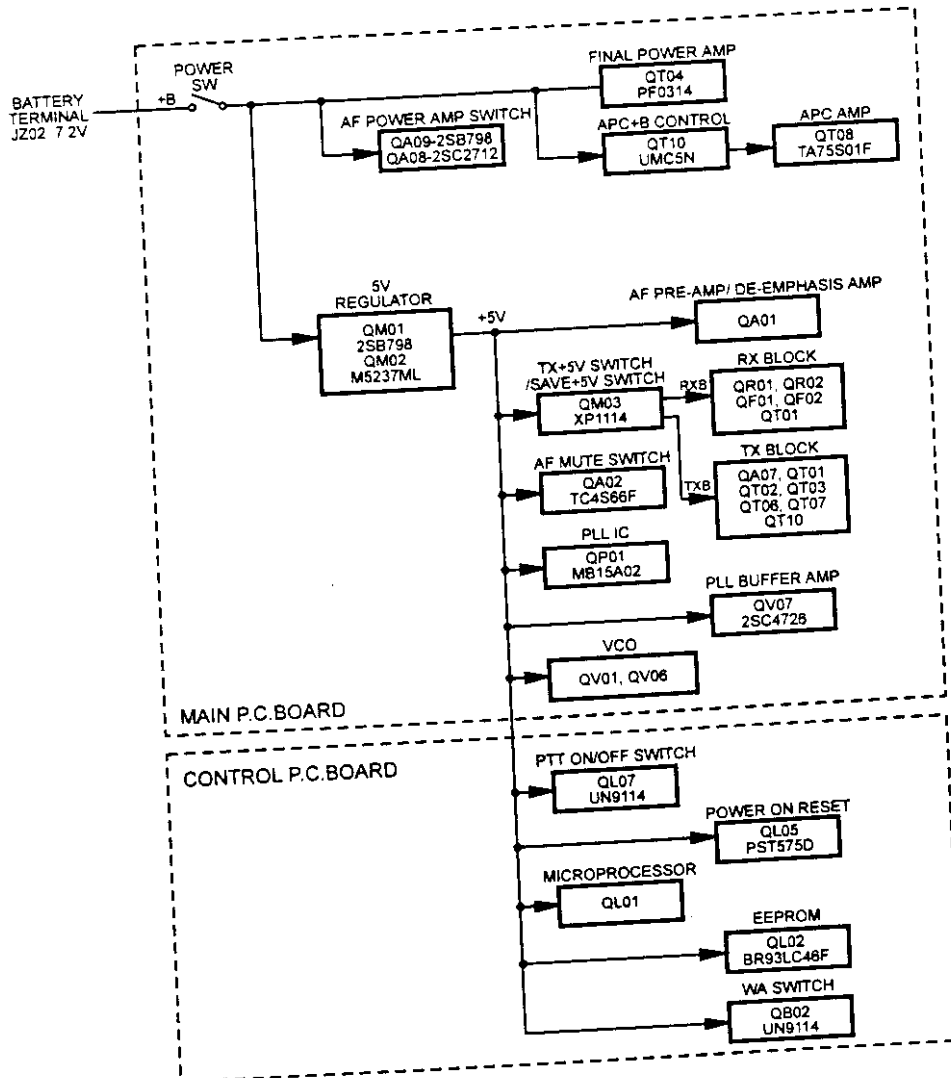 BATTERY
TERMINAL
JZ02 7 2V
+B
POWER
SW
FINAL POWER AMP
QT04
PF0314
AF POWER AMP SWITCH
QA09-2SB798
QA08-2SC2712
APC+B CONTROL
QT10
UMC5N
APC AMP
QT08
TA75S01F
5V
REGULATOR
QM01
2SB798
QM02
M5237ML
+5V
AF PRE-AMP/ DE-EMPHASIS AMP
QA01
TX+5V SWITCH
/SAVE+5V SWITCH
QM03
XP1114
RXB
RX BLOCK
QR01, QR02
QF01, QF02
QT01
TXB
TX BLOCK
QA07, QT01
QT02, QT03
QT06, QT07
QT10
AF MUTE SWITCH
QA02
TC4S66F
PLL IC
QP01
MB15A02
PLL BUFFER AMP
QV07
2SC4726
VCO
QV01, QV06
MAIN P.C.BOARD
CONTROL P.C.BOARD
PTT ON/OFF SWITCH
QL07
UN9114
POWER ON RESET
QL05
PST575D
MICROPROCESSOR
QL01
EEPROM
QL02
BR93LC46F
WA SWITCH
QB02
UN9114